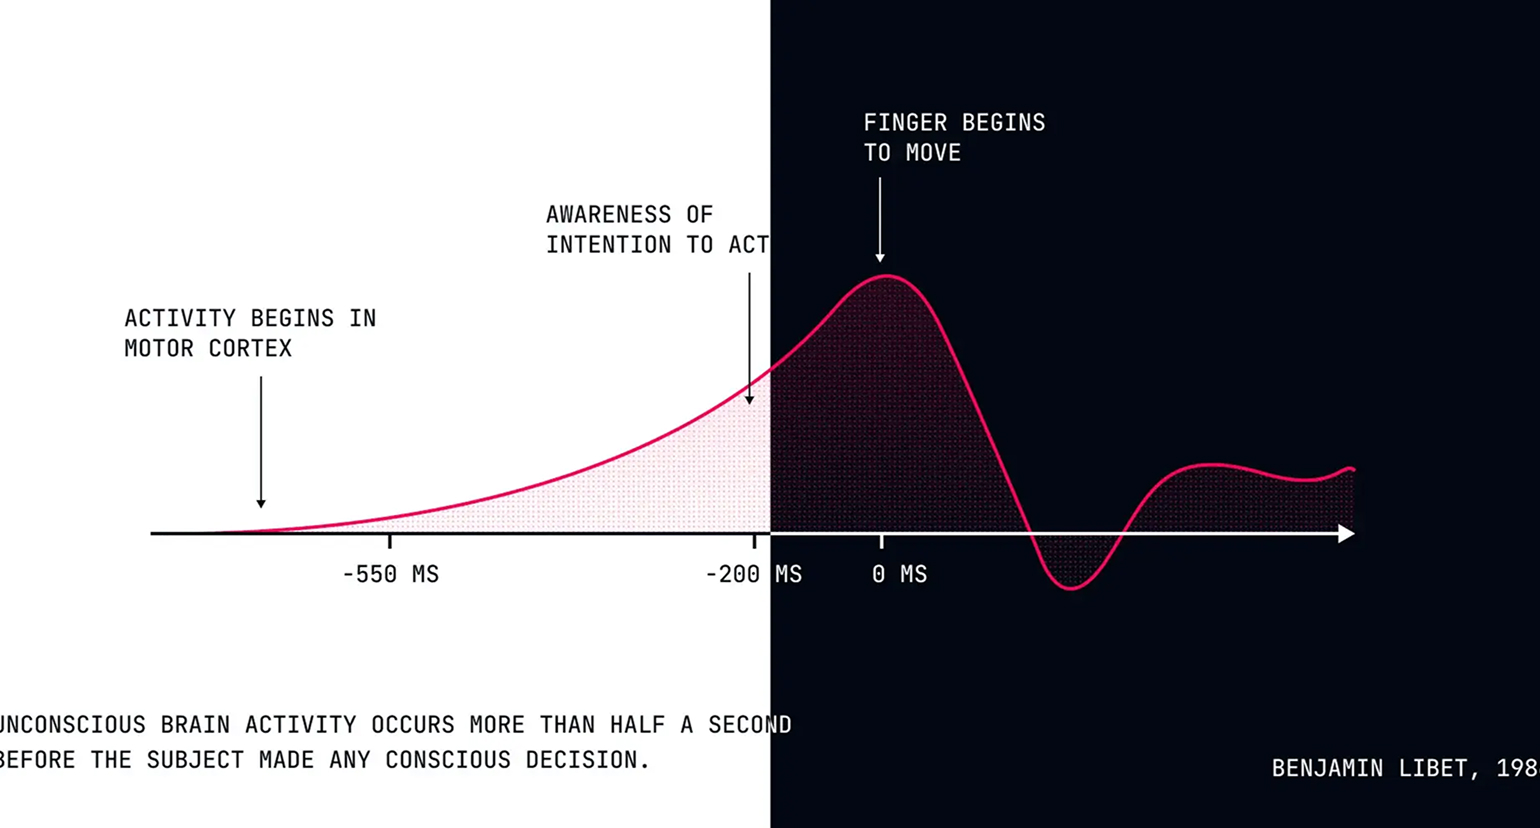 FINGER BEGINS
TO MOVE
AWARENESS OF
INTENTION TO ACT
ACTIVITY BEGINS IN
MOTOR CORTEX
-550 MS
-200 MS
0 MS
UNCONSCIOUS BRAIN ACTIVITY OCCURS MORE THAN HALF A SECOND
BEFORE THE SUBJECT MADE ANY CONSCIOUS DECISION.
BENJAMIN LIBET, 198